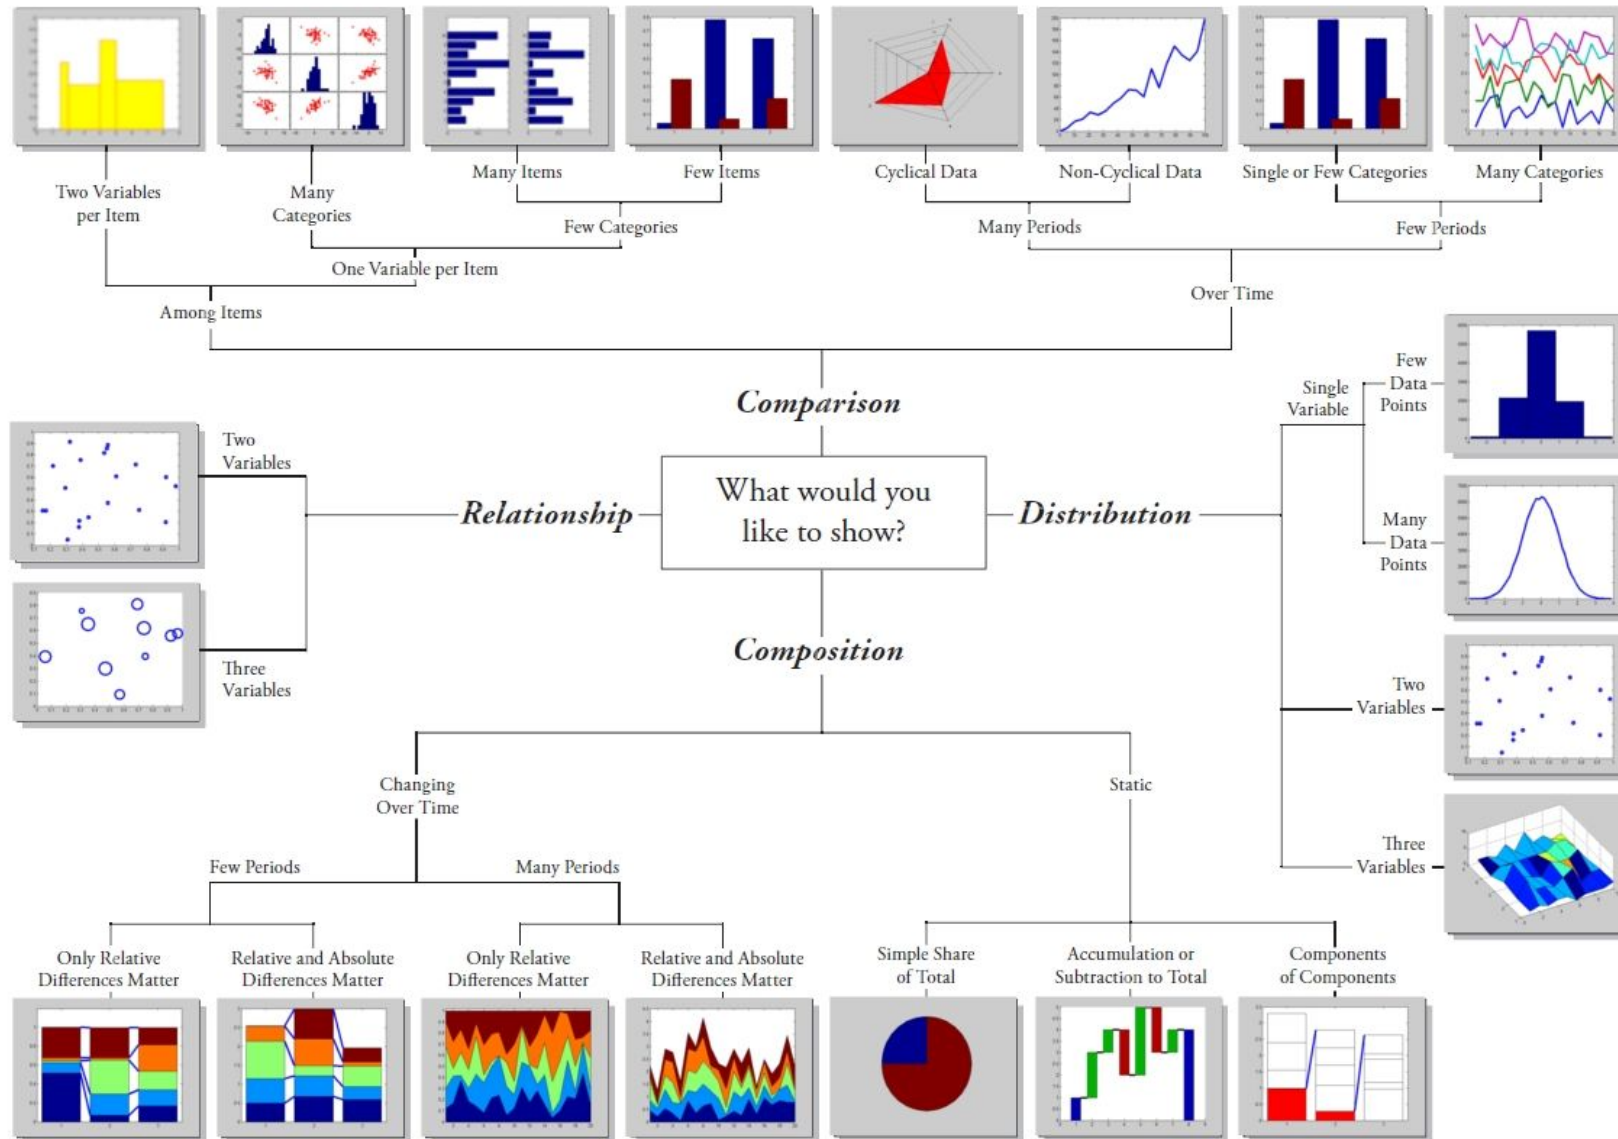 Two Variables
per Item
Many
Categories
Many Items
Few Items
Few Categories
One Variable per Item
Among Items
Cyclical Data
Non-Cyclical Data
Single or Few Categories
Many Categories
Many Periods
Few Periods
Over Time
Comparison
What would you
like to show?
Relationship
Two
Variables
Three
Variables
Distribution
Single
Variable
Few
Data
Points
Many
Data
Points
Two
Variables
Three
Variables
Composition
Changing
Over Time
Static
Few Periods
Many Periods
Only Relative
Differences Matter
Relative and Absolute
Differences Matter
Only Relative
Differences Matter
Relative and Absolute
Differences Matter
Simple Share
of Total
Accumulation or
Subtraction to Total
Components
of Components